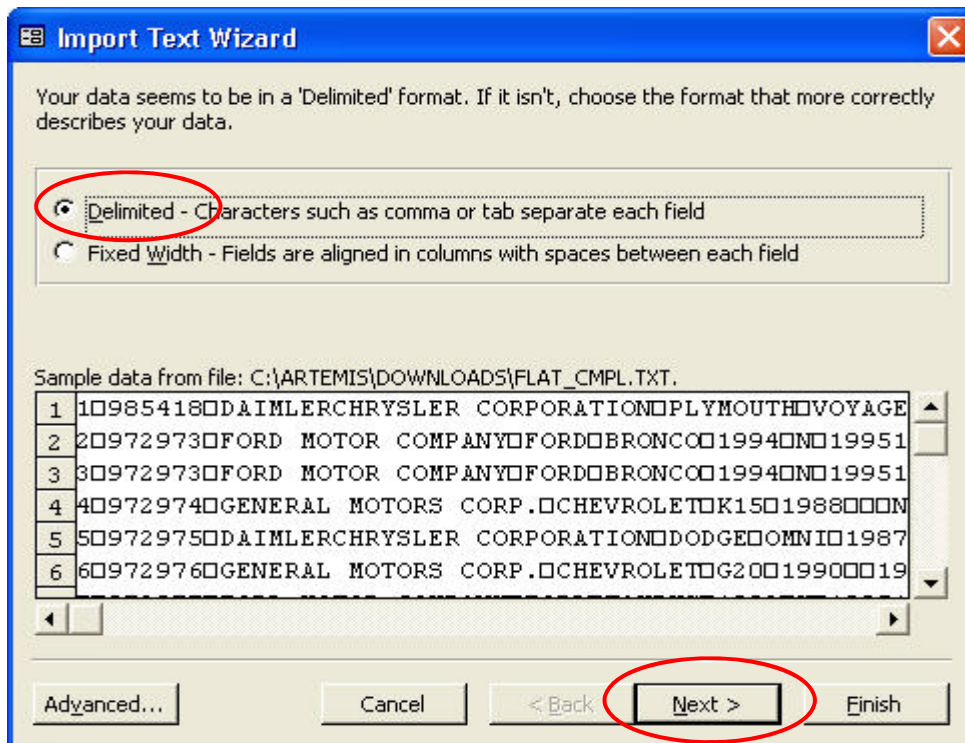 Import Text Wizard
Your data seems to be in a 'Delimited' format. If it isn't, choose the format that more correctly
describes your data.
Delimited - Characters such as comma or tab separate each field
Fixed Width - Fields are aligned in columns with spaces between each field
Sample data from file: C:\ARTEMIS\DOWNLOADS\FLAT_CMPL.TXT.
1 1□985418□DAIMLERCHRYSLER CORPORATION□PLYMOUTH□VOYAGE
2 2□972973□FORD MOTOR COMPANY□FORD□BRONCO□1994□N□19951
3 3□972973□FORD MOTOR COMPANY□FORD□BRONCO□1994□N□19951
4 4□972974□GENERAL MOTORS CORP.□CHEVROLET□K15□1988□□□N
5 5□972975□DAIMLERCHRYSLER CORPORATION□DODGE□OMNI□1987
6 6□972976□GENERAL MOTORS CORP.□CHEVROLET□G20□1990□□19
Advanced... Cancel < Back Next > Finish